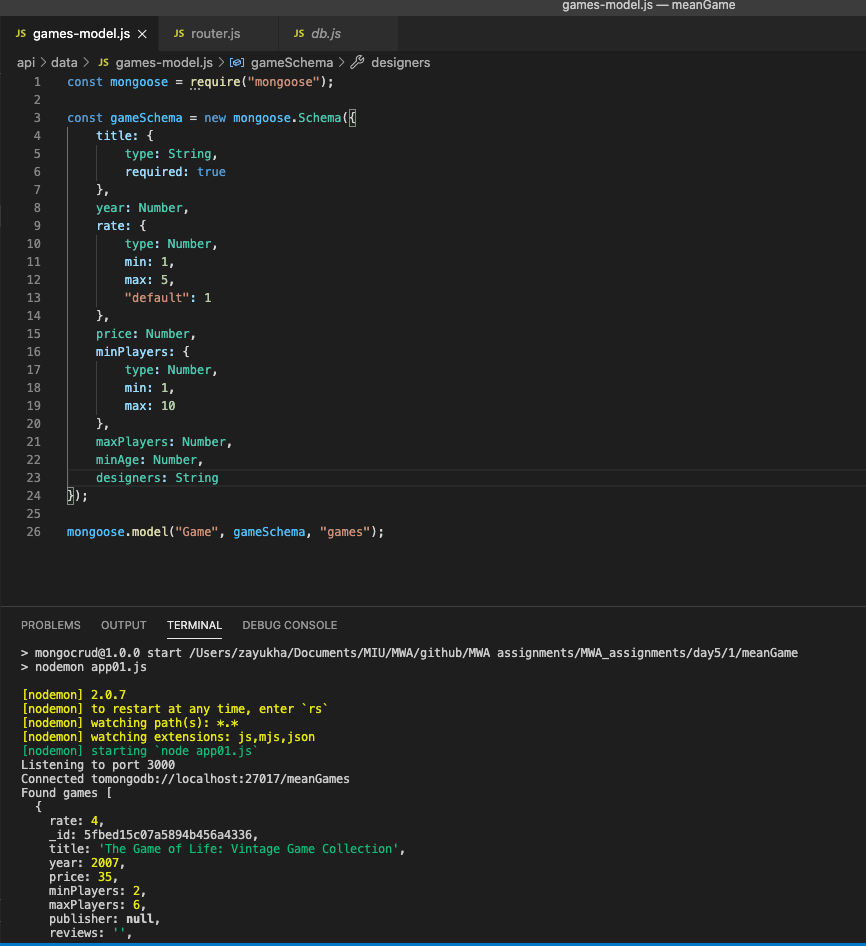 games-model.js — meanGame
JS games-model.js × JS router.js JS db.js
api > data > JS games-model.js > gameSchema > designers
1 const mongoose = require("mongoose");
2
3 const gameSchema = new mongoose.Schema({
4 title: {
5 type: String,
6 required: true
7 },
8 year: Number,
9 rate: {
10 type: Number,
11 min: 1,
12 max: 5,
13 "default": 1
14 },
15 price: Number,
16 minPlayers: {
17 type: Number,
18 min: 1,
19 max: 10
20 },
21 maxPlayers: Number,
22 minAge: Number,
23 designers: String
24 });
25
26 mongoose.model("Game", gameSchema, "games");
PROBLEMS OUTPUT TERMINAL DEBUG CONSOLE
> mongocrud@1.0.0 start /Users/zayukha/Documents/MIU/MWA/github/MWA assignments/MWA_assignments/day5/1/meanGame
> nodemon app01.js
[nodemon] 2.0.7
[nodemon] to restart at any time, enter `rs`
[nodemon] watching path(s): *.*
[nodemon] watching extensions: js,mjs,json
[nodemon] starting `node app01.js`
Listening to port 3000
Connected tomongodb://localhost:27017/meanGames
Found games [
{
rate: 4,
_id: 5fbed15c07a5894b456a4336,
title: 'The Game of Life: Vintage Game Collection',
year: 2007,
price: 35,
minPlayers: 2,
maxPlayers: 6,
publisher: null,
reviews: '',